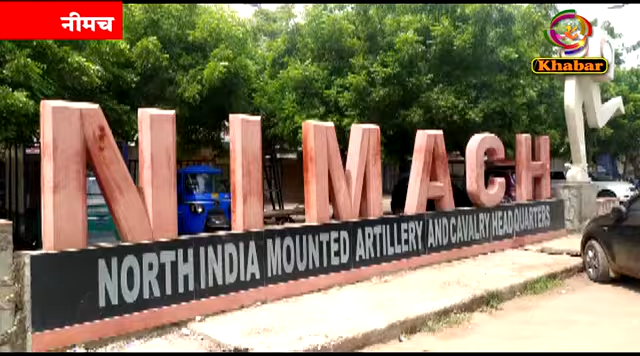 नीमच
Khabar
NIMACH
NORTH INDIA MOUNTED ARTILLERY AND CAVALRY HEADQUARTERS